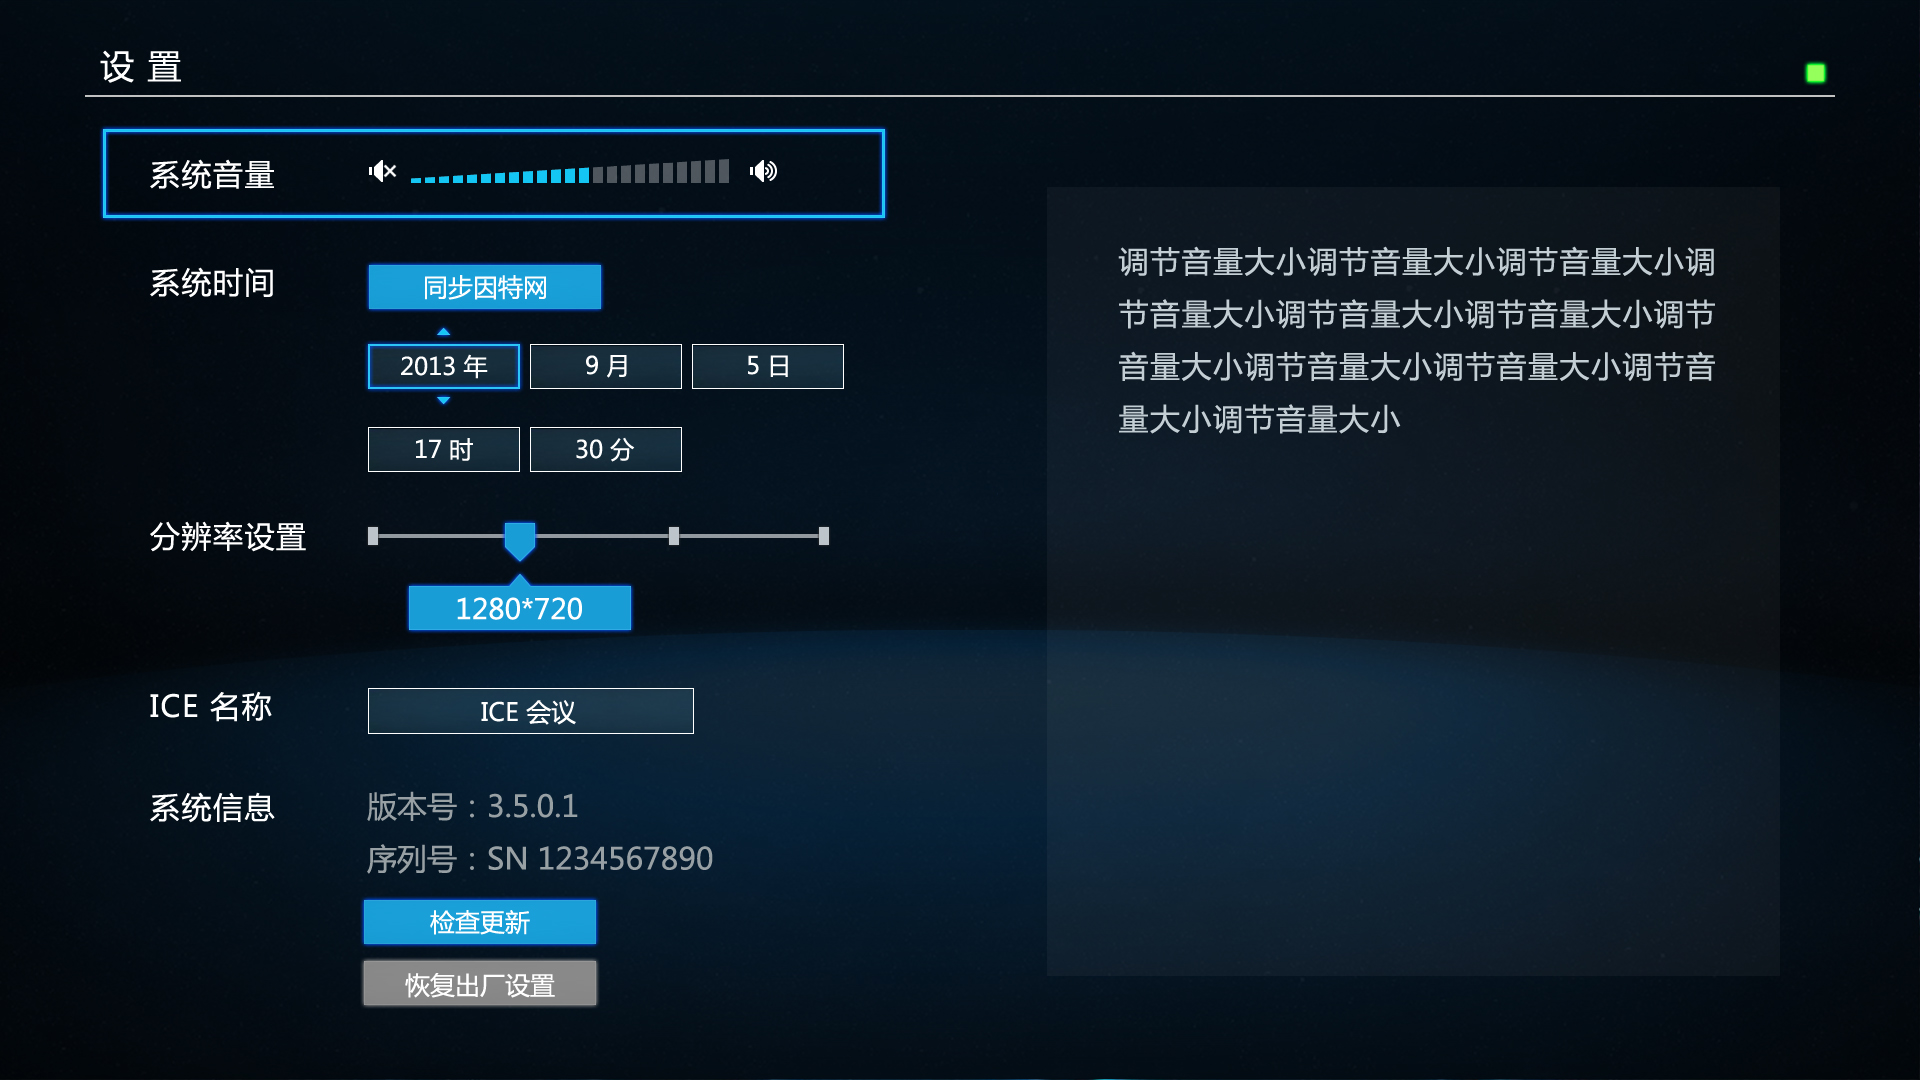 设 置
系统音量
系统时间
同步因特网
2013 年
9 月
5 日
17 时
30 分
分辨率设置
1280*720
ICE 名称
ICE 会议
系统信息
版本号：3.5.0.1
序列号：SN 1234567890
检查更新
恢复出厂设置
调节音量大小调节音量大小调节音量大小调
节音量大小调节音量大小调节音量大小调节
音量大小调节音量大小调节音量大小调节音
量大小调节音量大小